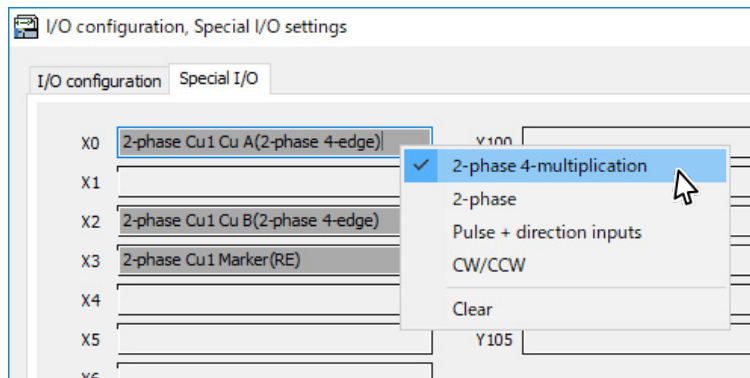 I/O configuration, Special I/O settings
I/O configuration
Special I/O
X0
2-phase Cu1 Cu A(2-phase 4-edge)
Y100
2-phase 4-multiplication
X1
2-phase
X2
2-phase Cu1 Cu B(2-phase 4-edge)
Pulse + direction inputs
X3
2-phase Cu1 Marker(RE)
CW/CCW
X4
Clear
X5
Y105
X6